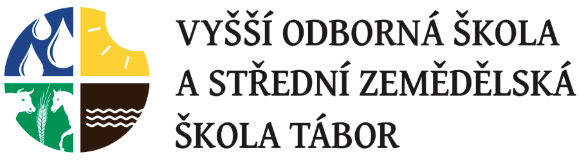 VYŠŠÍ ODBORNÁ ŠKOLA
A STŘEDNÍ ZEMĚDĚLSKÁ
ŠKOLA TÁBOR